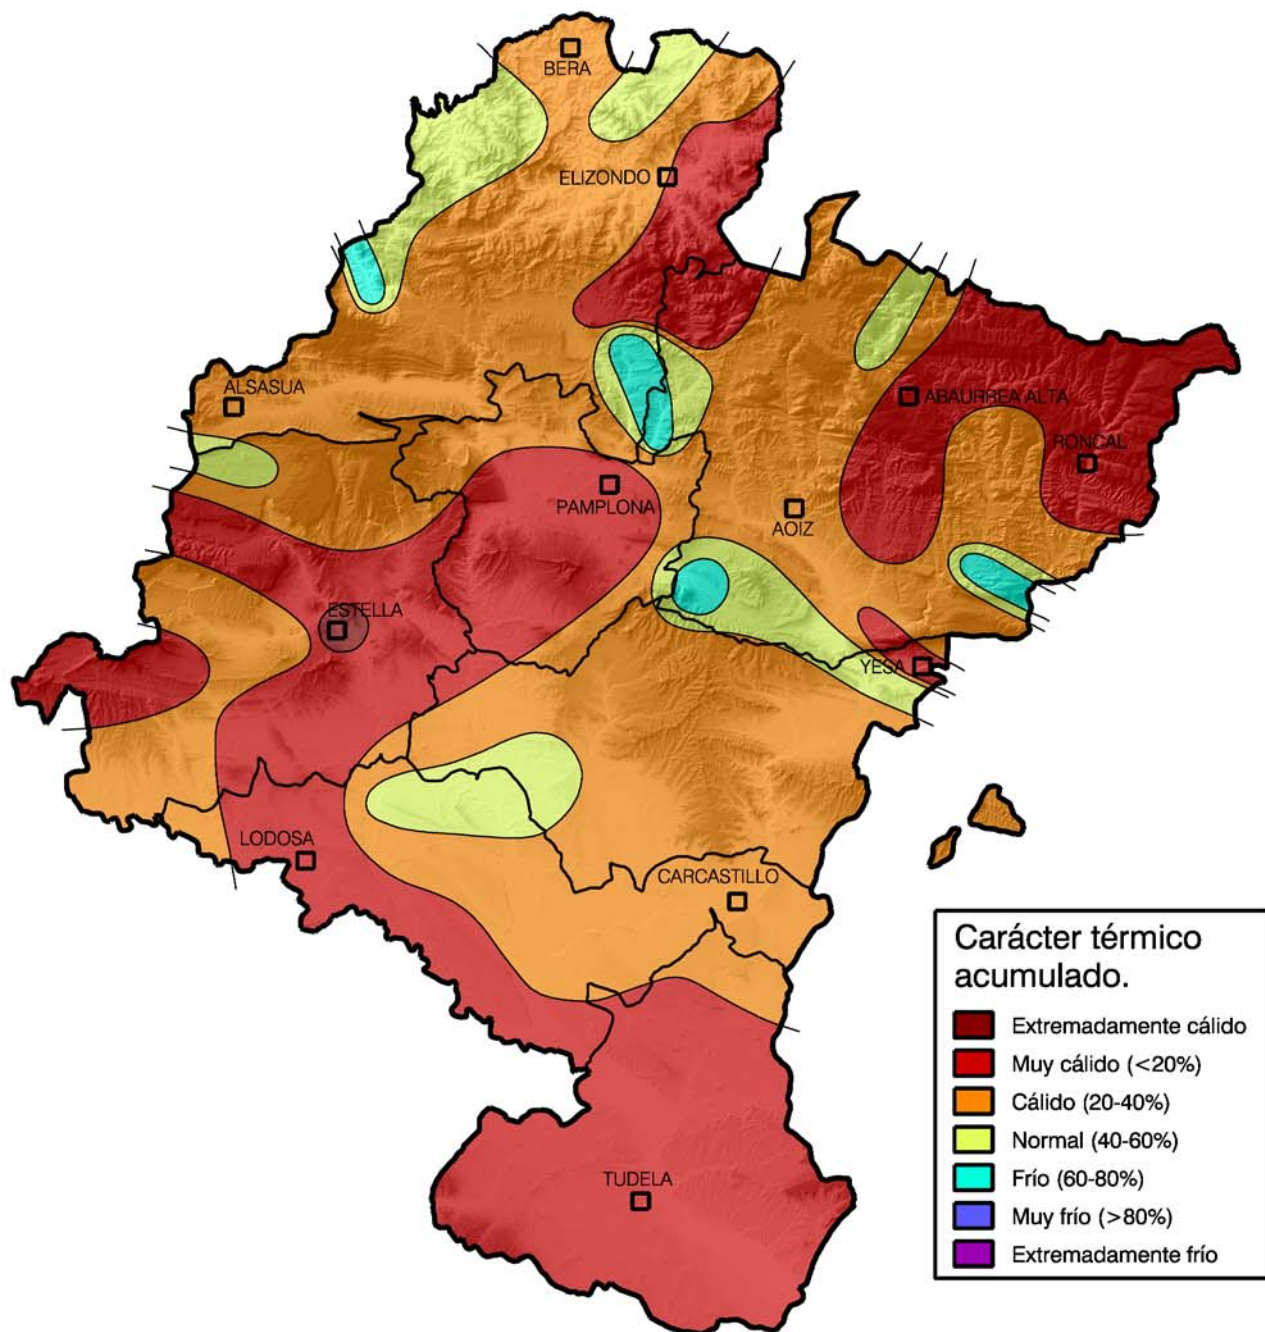 BERA
ELIZONDO
ALSASUA
ABAURREA ALTA
RONCAL
PAMPLONA
AOIZ
ESTELLA
YESA
LODOSA
CARCASTILLO
TUDELA
Carácter térmico
acumulado.
Extremadamente cálido
Muy cálido (<20%)
Cálido (20-40%)
Normal (40-60%)
Frío (60-80%)
Muy frío (>80%)
Extremadamente frío